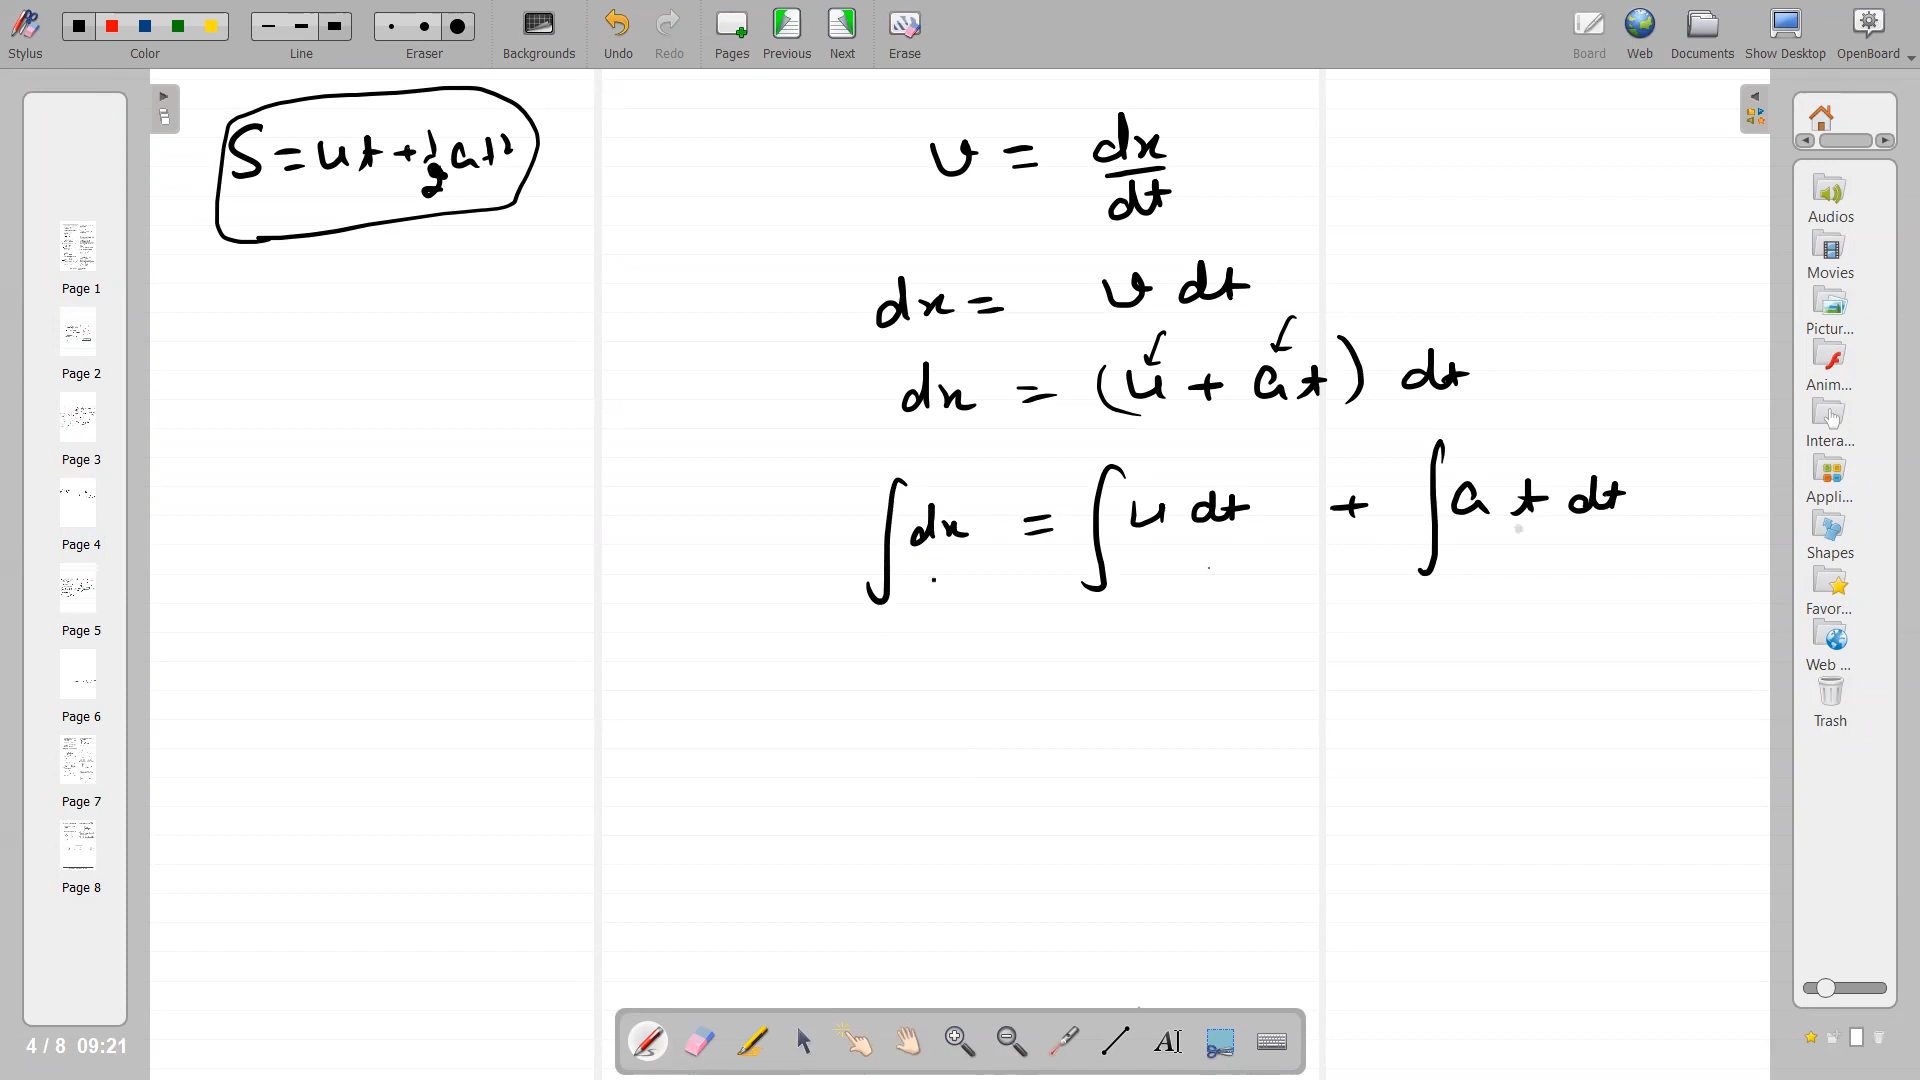 Stylus
Color
Line
Eraser
Backgrounds
Undo
Redo
Pages
Previous
Next
Erase
Board
Web
Documents
Show Desktop
OpenBoard
S = ut + 1/2 at²
v = dx/dt
dx = v dt
dx = (u + at) dt
∫dx = ∫u dt + ∫a t dt
Page 1
Page 2
Page 3
Page 4
Page 5
Page 6
Page 7
Page 8
4 / 8 09:21
Audios
Movies
Pictur...
Anim...
Intera...
Appli...
Shapes
Favor...
Web ...
Trash